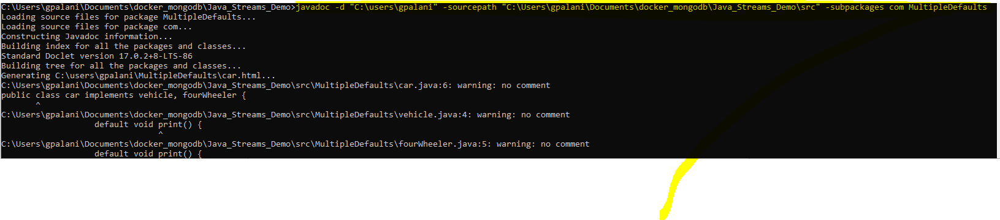 C:\Users\gpalani\Documents\docker_mongodb\Java_Streams_Demo>javadoc -d "C:\users\gpalani" -sourcepath "C:\Users\gpalani\Documents\docker_mongodb\Java_Streams_Demo\src" -subpackages com MultipleDefaults
Loading source files for package MultipleDefaults...
Loading source files for package com...
Constructing Javadoc information...
Building index for all the packages and classes...
Standard Doclet version 17.0.2+8-LTS-86
Building tree for all the packages and classes...
Generating C:\users\gpalani\MultipleDefaults\car.html...
C:\Users\gpalani\Documents\docker_mongodb\Java_Streams_Demo\src\MultipleDefaults\car.java:6: warning: no comment
public class car implements vehicle, fourWheeler {
       ^
C:\Users\gpalani\Documents\docker_mongodb\Java_Streams_Demo\src\MultipleDefaults\vehicle.java:4: warning: no comment
                   default void print() {
                                ^
C:\Users\gpalani\Documents\docker_mongodb\Java_Streams_Demo\src\MultipleDefaults\fourWheeler.java:5: warning: no comment
                   default void print() {